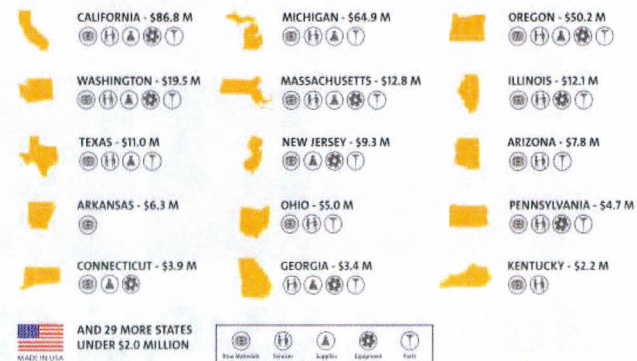 CALIFORNIA - $86.8 M
MICHIGAN - $64.9 M
OREGON - $50.2 M
WASHINGTON - $19.5 M
MASSACHUSETTS - $12.8 M
ILLINOIS - $12.1 M
TEXAS - $11.0 M
NEW JERSEY - $9.3 M
ARIZONA - $7.8 M
ARKANSAS - $6.3 M
OHIO - $5.0 M
PENNSYLVANIA - $4.7 M
CONNECTICUT - $3.9 M
GEORGIA - $3.4 M
KENTUCKY - $2.2 M
AND 29 MORE STATES
UNDER $2.0 MILLION
MADE IN USA
Raw Materials Services Supplies Equipment Parts